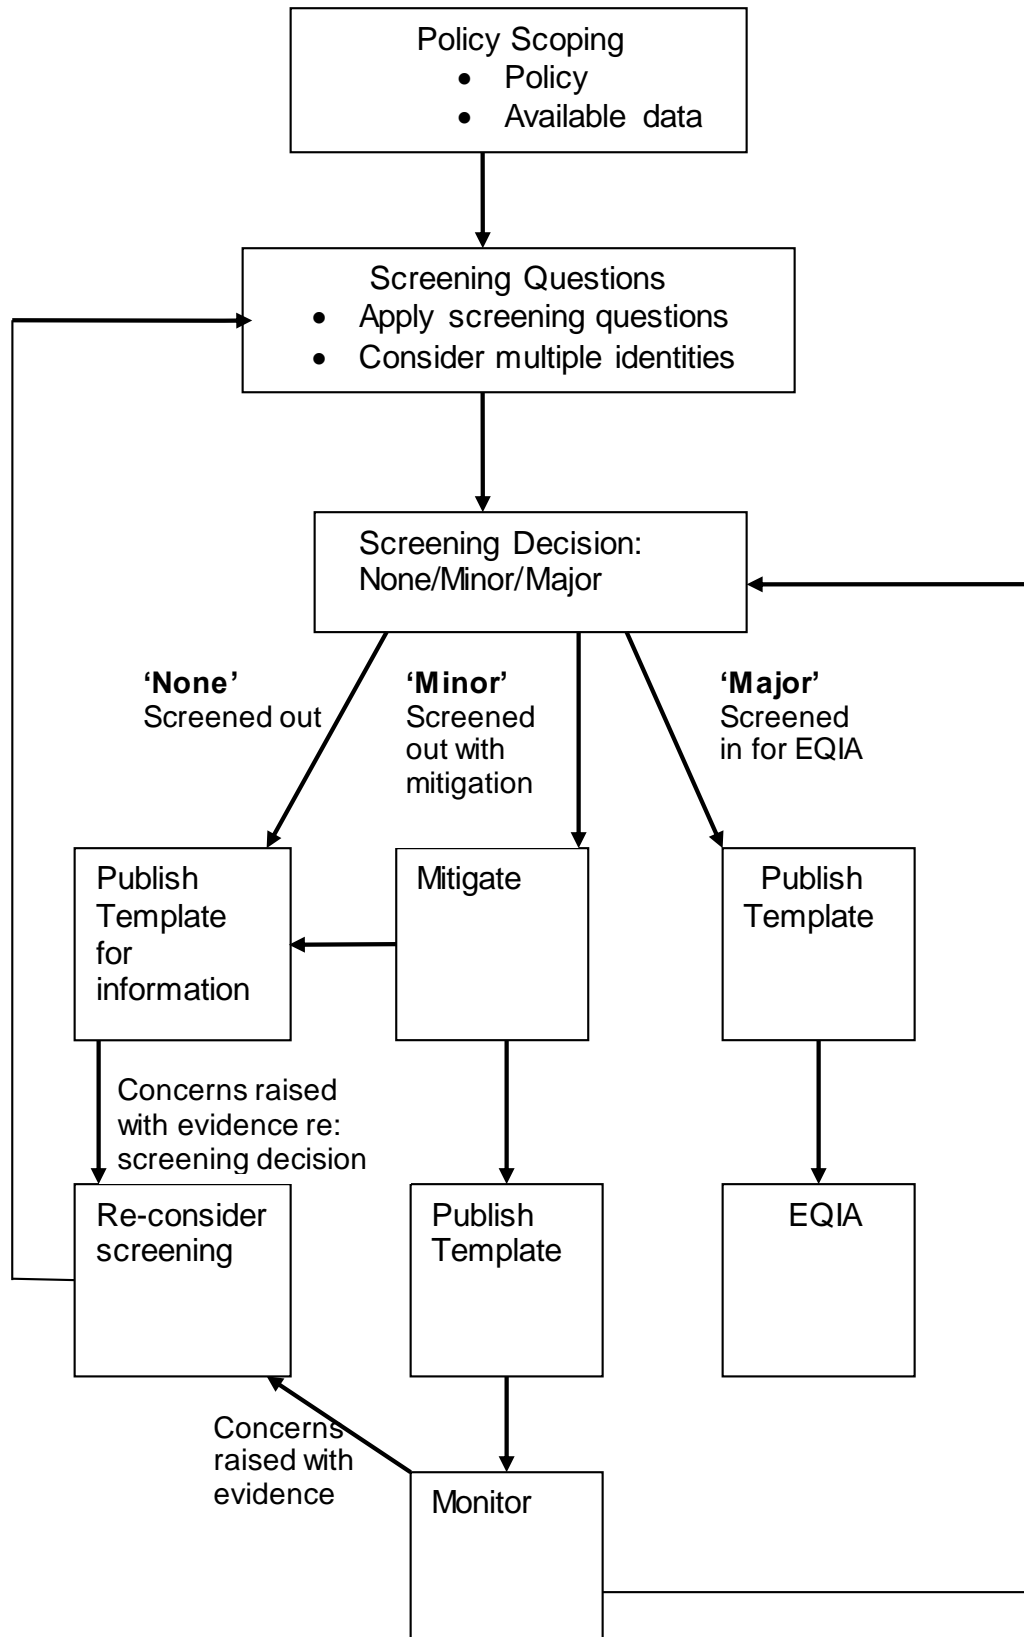 Policy Scoping
• Policy
• Available data
Screening Questions
• Apply screening questions
• Consider multiple identities
Screening Decision:
None/Minor/Major
‘None’
Screened out
‘Minor’
Screened
out with
mitigation
‘Major’
Screened
in for EQIA
Publish
Template
for
information
Mitigate
Publish
Template
Concerns raised
with evidence re:
screening decision
Re-consider
screening
Publish
Template
EQIA
Concerns
raised with
evidence
Monitor